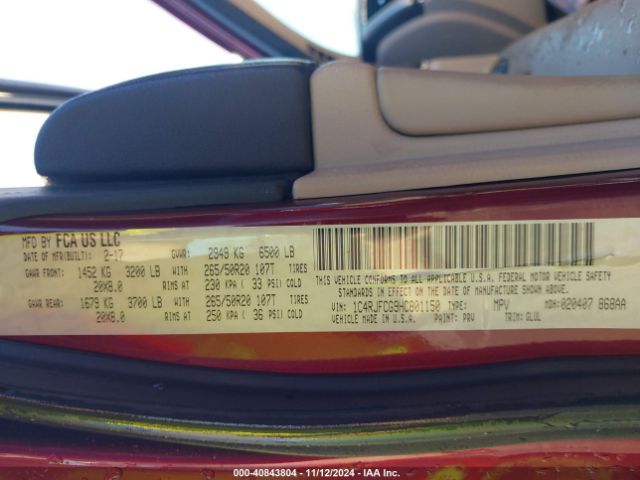 MFD BY FCA US LLC
DATE OF MFR(BUILT): 2-17 GVWR: 2949 KG 6500 LB
GAWR FRONT: 1452 KG 3200 LB WITH 265/50R20 107T TIRES
20X8.0 RIMS AT 230 KPA ( 33 PSI) COLD
GAWR REAR: 1679 KG 3700 LB WITH 265/50R20 107T TIRES
20X8.0 RIMS AT 250 KPA ( 36 PSI) COLD
THIS VEHICLE CONFORMS TO ALL APPLICABLE U.S.A. FEDERAL MOTOR VEHICLE SAFETY
STANDARDS IN EFFECT ON THE DATE OF MANUFACTURE SHOWN ABOVE.
VIN: 1C4RJFCG9HC801150 TYPE: MPV MDH: 020407 868AA
VEHICLE MADE IN U.S.A. PAINT: PRV TRIM: GLUL
000-40843804 - 11/12/2024 - IAA Inc.